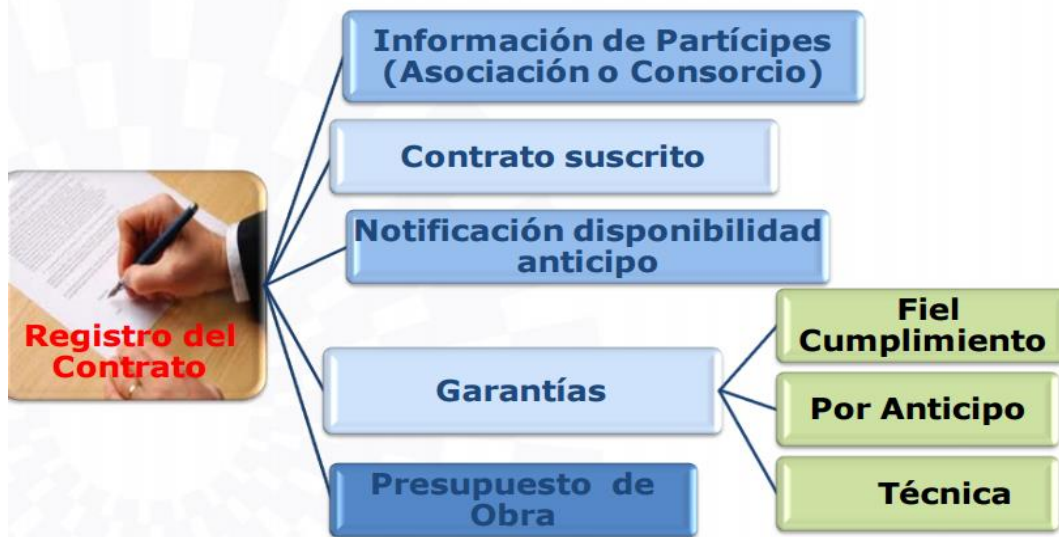 Información de Partícipes
(Asociación o Consorcio)
Contrato suscrito
Notificación disponibilidad
anticipo
Registro del
Contrato
Garantías
Fiel
Cumplimiento
Por Anticipo
Técnica
Presupuesto de
Obra